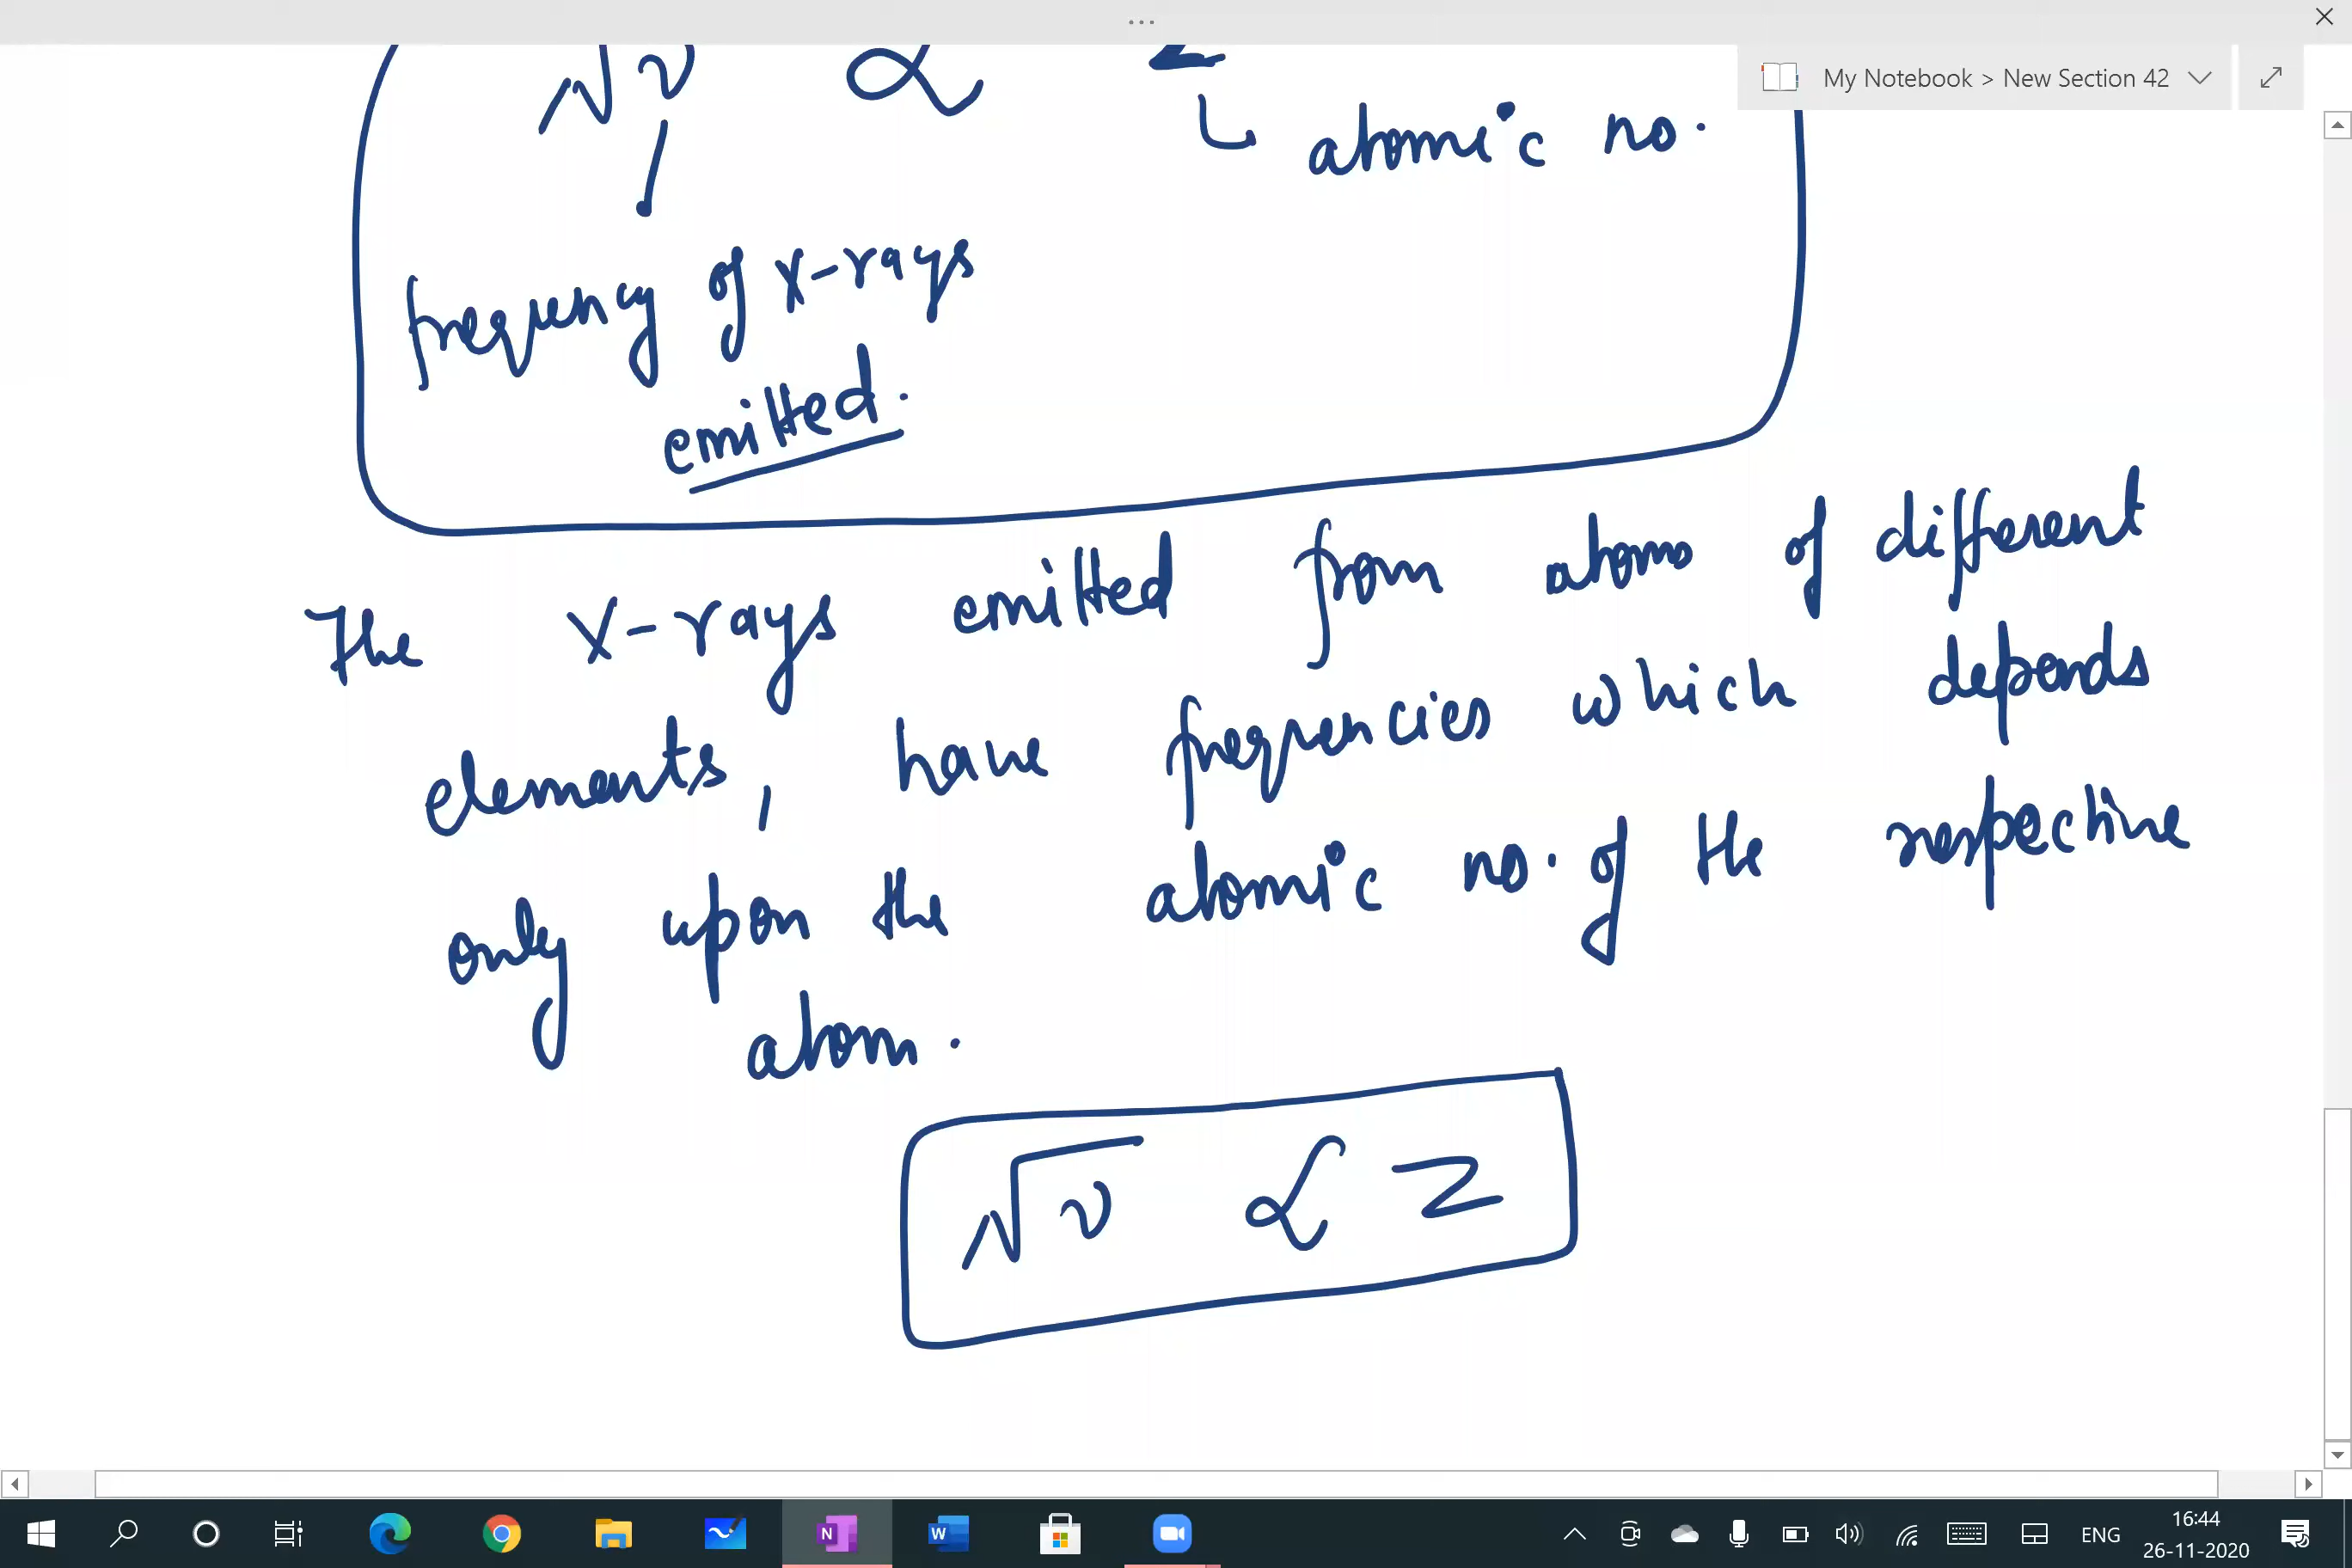 ...
My Notebook > New Section 42
√ν ∝ Z
atomic no.
frequency of X-rays
emitted.
The X-rays emitted from atoms of different
elements, have frequencies which depends
only upon the atomic no. of the respective
atom.
√ν ∝ Z
ENG
16:44
26-11-2020